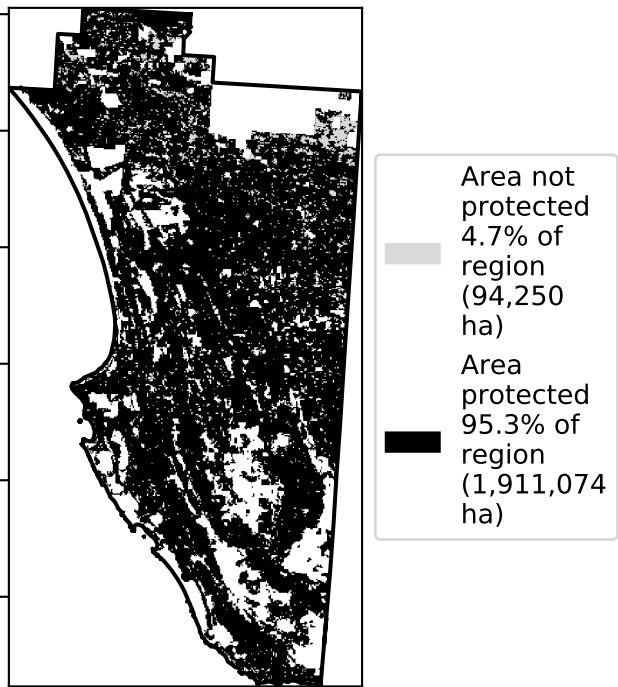 Area not
protected
4.7% of
region
(94,250
ha)
Area
protected
95.3% of
region
(1,911,074
ha)